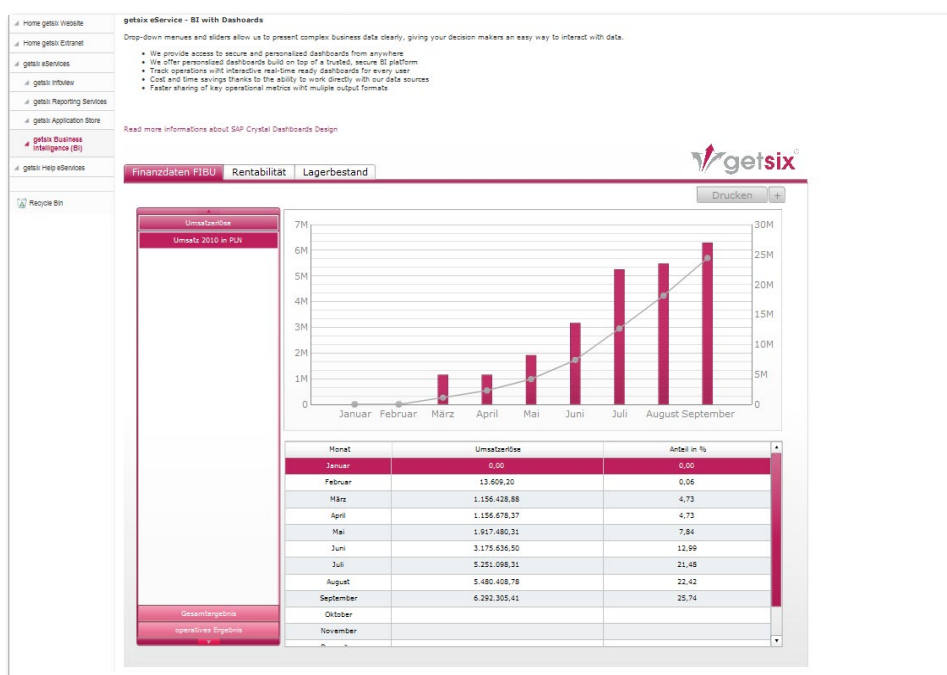 Home getsix Website
Home getsix Extranet
getsix eServices
getsix Infoview
getsix Reporting Services
getsix Application Store
getsix Business
Intelligence (BI)
getsix Help eServices
Recycle Bin
getsix eService - BI with Dashoards
Drop-down menues and sliders allow us to present complex business data clearly, giving your decision makers an easy way to interact with data.
We provide access to secure and personalized dashboards from anywhere
We offer personslized dashboards build on top of a trusted, secure BI platform
Track operations wiht interactive real-time ready dashboards for every user
Cost and time savings thanks to the ability to work directly with our data sources
Faster sharing of key operational metrics wiht muliple output formats
Read more informations about SAP Crystal Dashboards Design
getsix
Finanzdaten FIBU Rentabilität Lagerbestand
Drucken +
Umsatzerlöse
Umsatz 2010 in PLN
Gesamtergebnis
operatives Ergebnis
7M 30M
6M 25M
5M 20M
4M 15M
3M
2M 10M
1M 5M
0 0
Januar Februar März April Mai Juni Juli August September
Monat Umsatzerlöse Anteil in %
Januar 0,00 0,00
Februar 13.609,20 0,06
März 1.156.428,88 4,73
April 1.156.678,37 4,73
Mai 1.917.480,31 7,84
Juni 3.175.636,50 12,99
Juli 5.251.098,31 21,48
August 5.480.408,78 22,42
September 6.292.305,41 25,74
Oktober
November